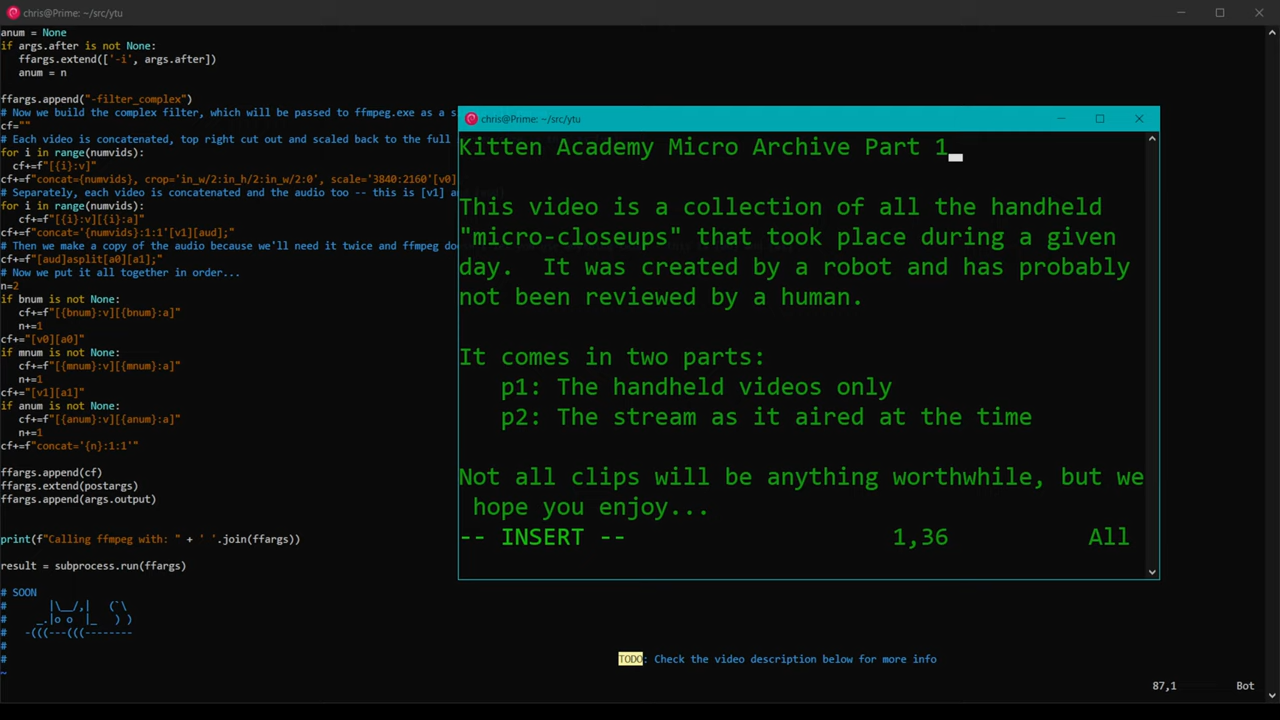 chris@Prime: ~/src/ytu
anum = None
if args.after is not None:
    ffargs.extend(['-i', args.after])
    anum = n
ffargs.append("-filter_complex")
# Now we build the complex filter, which will be passed to ffmpeg.exe as a s
cf=""
# Each video is concatenated, top right cut out and scaled back to the full
for i in range(numvids):
    cf+=f"[{i}:v]"
cf+=f"concat={numvids}, crop='in_w/2:in_h/2:in_w/2:0', scale='3840:2160'[v0]
# Separately, each video is concatenated and the audio too -- this is [v1] a
for i in range(numvids):
    cf+=f"[{i}:v][{i}:a]"
cf+=f"concat='{numvids}:1:1'[v1][aud];"
# Then we make a copy of the audio because we'll need it twice and ffmpeg do
cf+="[aud]asplit[a0][a1];"
# Now we put it all together in order...
n=2
if bnum is not None:
    cf+=f"[{bnum}:v][{bnum}:a]"
    n+=1
cf+="[v0][a0]"
if mnum is not None:
    cf+=f"[{mnum}:v][{mnum}:a]"
    n+=1
cf+="[v1][a1]"
if anum is not None:
    cf+=f"[{anum}:v][{anum}:a]"
    n+=1
cf+=f"concat='{n}:1:1'"
ffargs.append(cf)
ffargs.extend(postargs)
ffargs.append(args.output)
print(f"Calling ffmpeg with: " + ' '.join(ffargs))
result = subprocess.run(ffargs)
# SOON
#      |\__/,|   (`\
#    _.|o o  |_   ) )
#   -(((---(((--------
#
#
~
chris@Prime: ~/src/ytu
Kitten Academy Micro Archive Part 1
This video is a collection of all the handheld
"micro-closeups" that took place during a given
day.  It was created by a robot and has probably
not been reviewed by a human.
It comes in two parts:
   p1: The handheld videos only
   p2: The stream as it aired at the time
Not all clips will be anything worthwhile, but we
 hope you enjoy...
-- INSERT -- 1,36 All
TODO: Check the video description below for more info
87,1 Bot